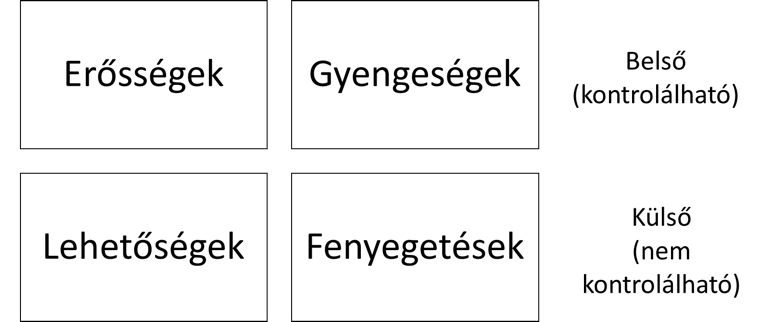 Erősségek
Gyengeségek
Belső
(kontrolálható)
Lehetőségek
Fenyegetések
Külső
(nem
kontrolálható)